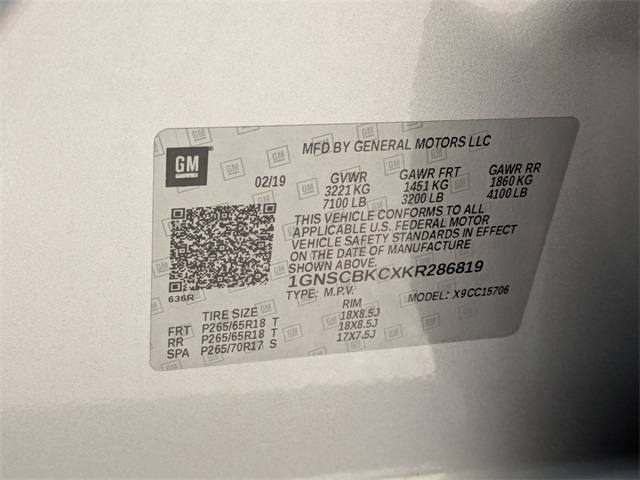 GM
MFD BY GENERAL MOTORS LLC
02/19 GVWR GAWR FRT GAWR RR
3221 KG 1451 KG 1860 KG
7100 LB 3200 LB 4100 LB
THIS VEHICLE CONFORMS TO ALL
APPLICABLE U.S. FEDERAL MOTOR
VEHICLE SAFETY STANDARDS IN EFFECT
ON THE DATE OF MANUFACTURE
SHOWN ABOVE.
1GNSCBKCXKR286819
636R
TYPE: M.P.V. MODEL: X9CC15706
TIRE SIZE RIM
FRT P265/65R18 T 18X8.5J
RR P265/65R18 T 18X8.5J
SPA P265/70R17 S 17X7.5J